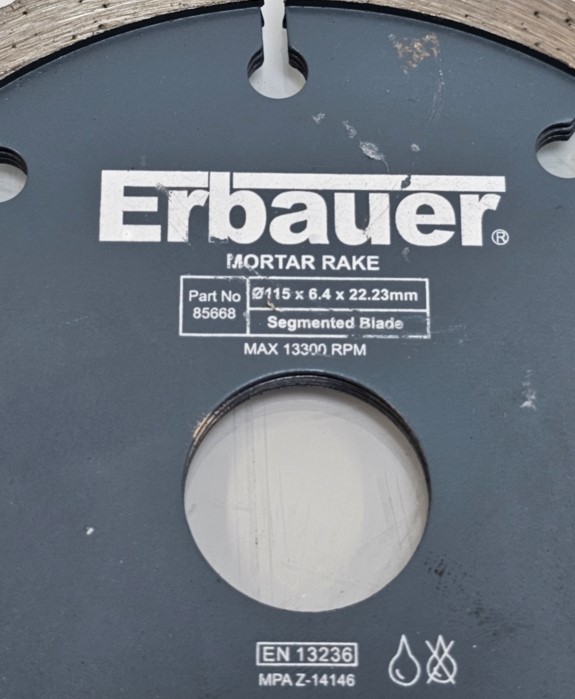 Erbauer®
MORTAR RAKE
Part No
85668
Ø115 x 6.4 x 22.23mm
Segmented Blade
MAX 13300 RPM
EN 13236
MPA Z-14146